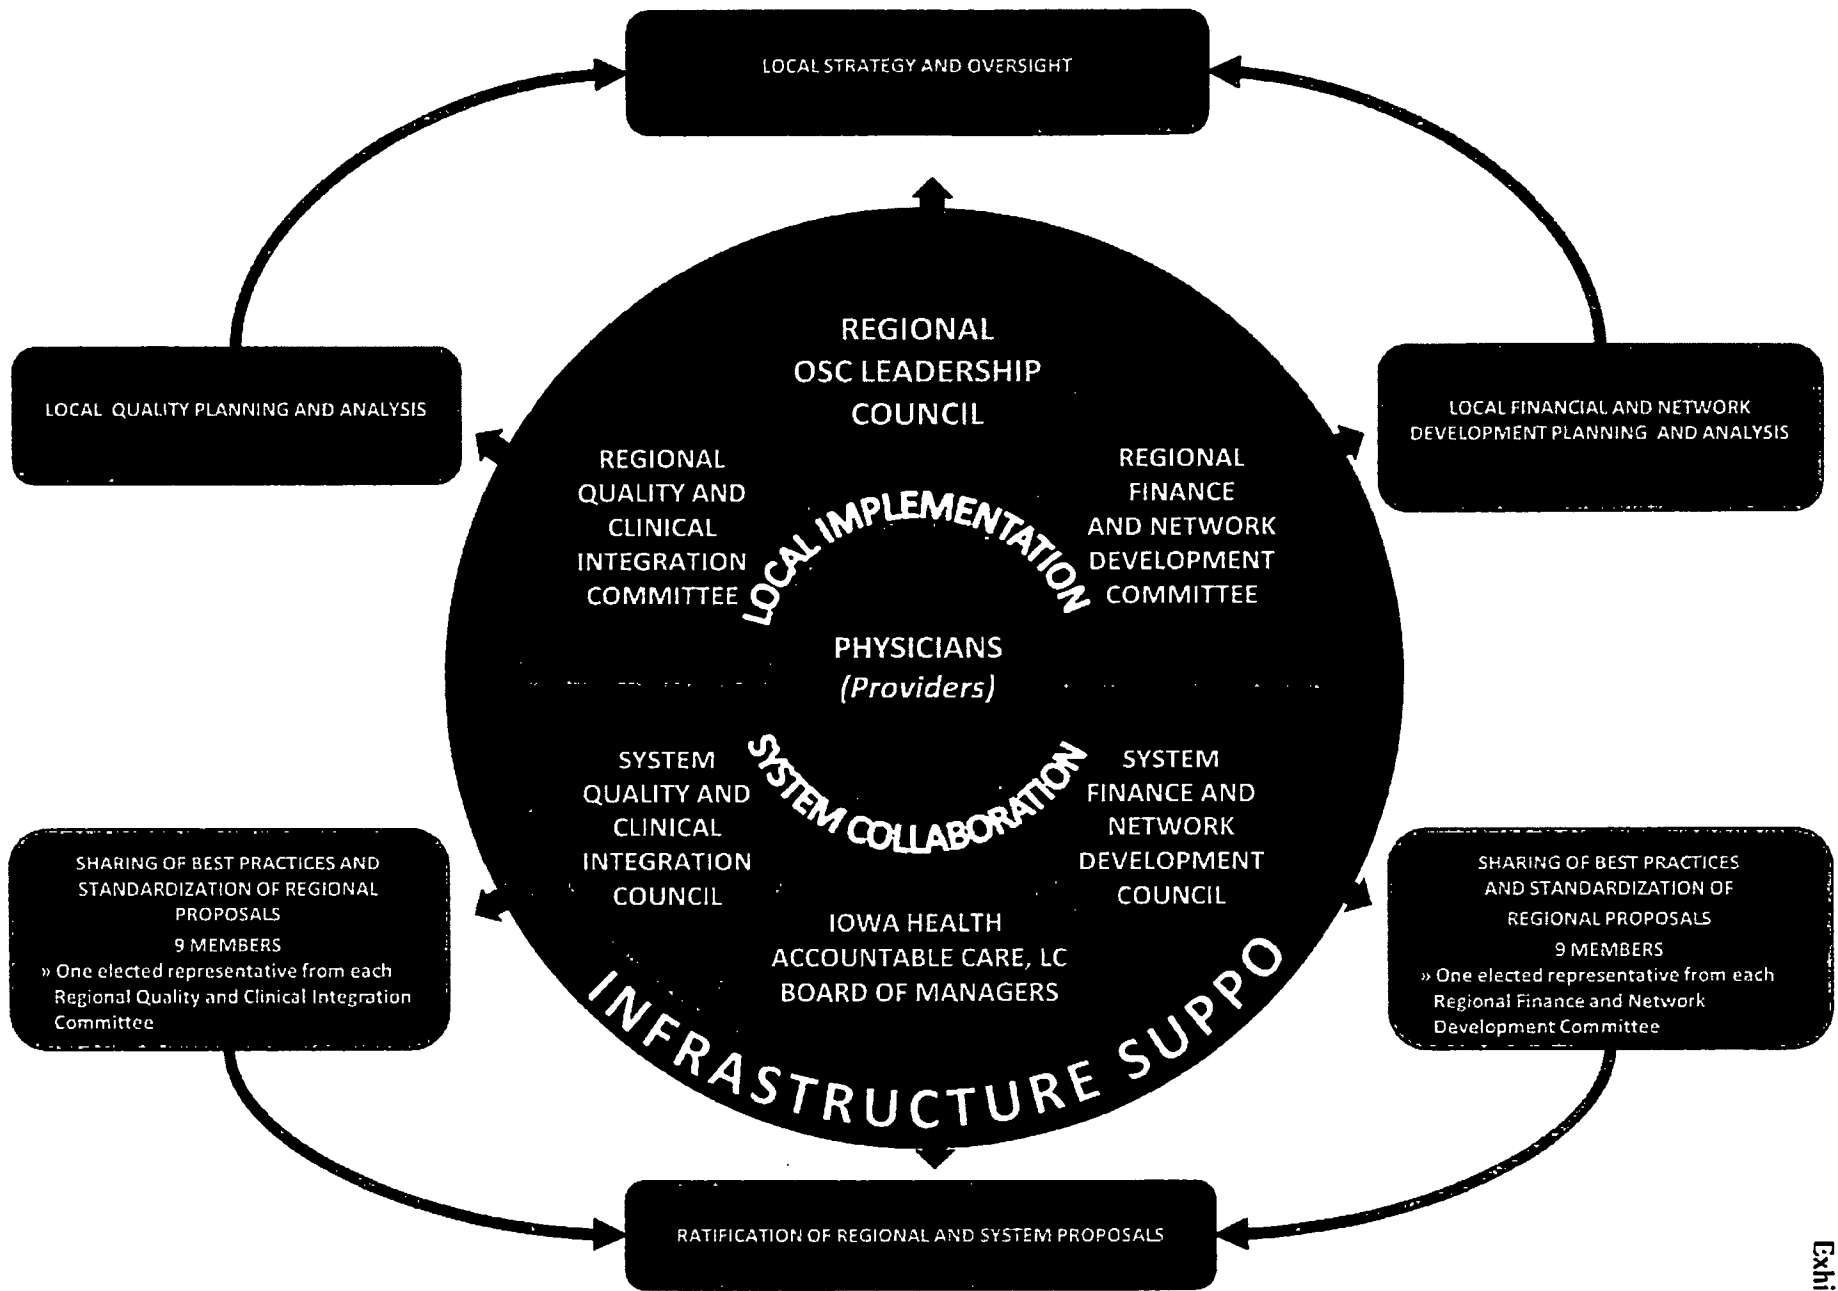 LOCAL STRATEGY AND OVERSIGHT
LOCAL QUALITY PLANNING AND ANALYSIS
LOCAL FINANCIAL AND NETWORK
DEVELOPMENT PLANNING AND ANALYSIS
REGIONAL
OSC LEADERSHIP
COUNCIL
REGIONAL
QUALITY AND
CLINICAL
INTEGRATION
COMMITTEE
REGIONAL
FINANCE
AND NETWORK
DEVELOPMENT
COMMITTEE
LOCAL IMPLEMENTATION
PHYSICIANS
(Providers)
SYSTEM COLLABORATION
SYSTEM
QUALITY AND
CLINICAL
INTEGRATION
COUNCIL
SYSTEM
FINANCE AND
NETWORK
DEVELOPMENT
COUNCIL
IOWA HEALTH
ACCOUNTABLE CARE, LC
BOARD OF MANAGERS
INFRASTRUCTURE SUPPO
SHARING OF BEST PRACTICES AND
STANDARDIZATION OF REGIONAL
PROPOSALS
9 MEMBERS
» One elected representative from each
Regional Quality and Clinical Integration
Committee
SHARING OF BEST PRACTICES
AND STANDARDIZATION OF
REGIONAL PROPOSALS
9 MEMBERS
» One elected representative from each
Regional Finance and Network
Development Committee
RATIFICATION OF REGIONAL AND SYSTEM PROPOSALS
Exhi